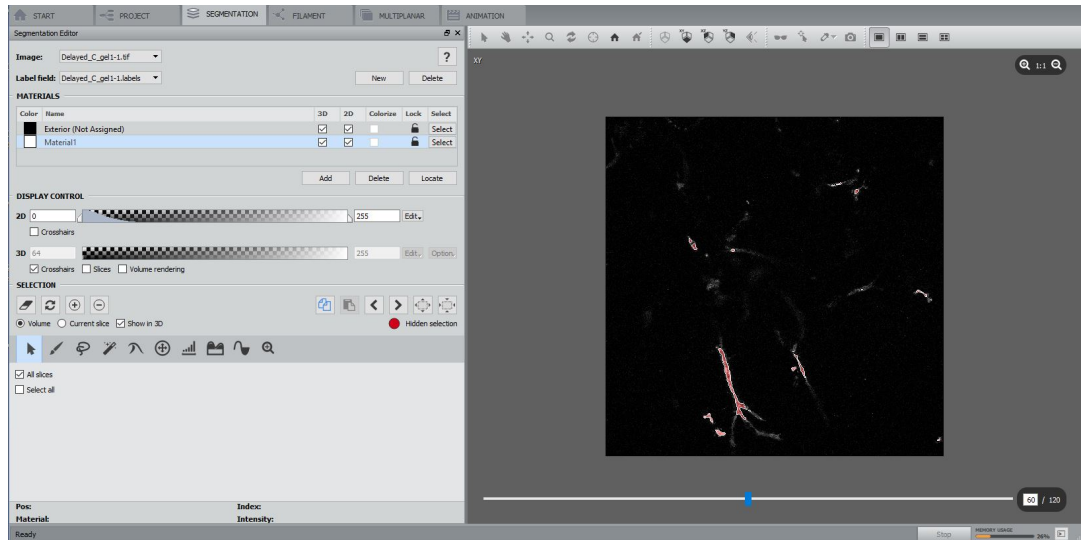 START PROJECT SEGMENTATION FILAMENT MULTIPLANAR ANIMATION
Segmentation Editor
Image: Delayed_C_gel1-1.tif ?
Label field: Delayed_C_gel1-1.labels New Delete
MATERIALS
Color Name 3D 2D Colorize Lock Select
Exterior (Not Assigned) Select
Material1 Select
Add Delete Locate
DISPLAY CONTROL
2D 0 255 Edit
Crosshairs
3D 64 255 Edit Option
Crosshairs Slices Volume rendering
SELECTION
Volume Current slice Show in 3D Hidden selection
All slices
Select all
Pos: Index:
Material: Intensity:
Ready
XY
1:1
60 / 120
Stop MEMORY USAGE 36%